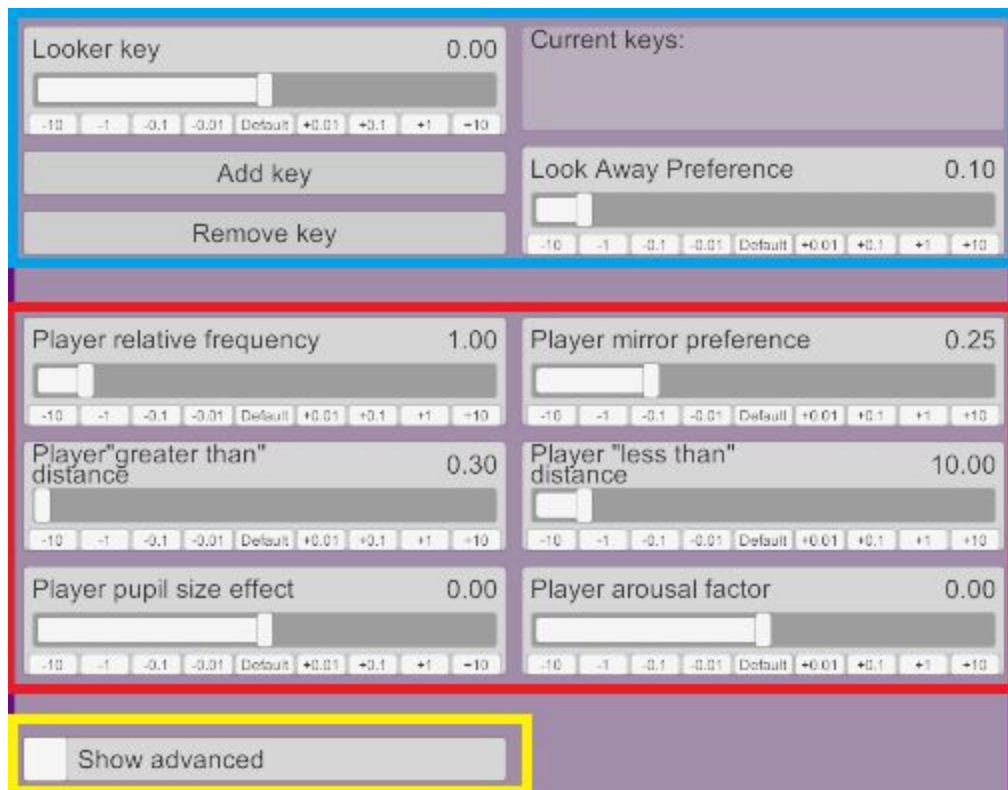 Looker key 0.00
-10 -1 -0.1 -0.01 Default +0.01 +0.1 +1 +10
Add key
Remove key
Current keys:
Look Away Preference 0.10
-10 -1 -0.1 -0.01 Default +0.01 +0.1 +1 +10
Player relative frequency 1.00
-10 -1 -0.1 -0.01 Default +0.01 +0.1 +1 +10
Player mirror preference 0.25
-10 -1 -0.1 -0.01 Default +0.01 +0.1 +1 +10
Player"greater than"
distance 0.30
-10 -1 -0.1 -0.01 Default +0.01 +0.1 +1 +10
Player "less than"
distance 10.00
-10 -1 -0.1 -0.01 Default +0.01 +0.1 +1 +10
Player pupil size effect 0.00
-10 -1 -0.1 -0.01 Default +0.01 +0.1 +1 +10
Player arousal factor 0.00
-10 -1 -0.1 -0.01 Default +0.01 +0.1 +1 +10
Show advanced